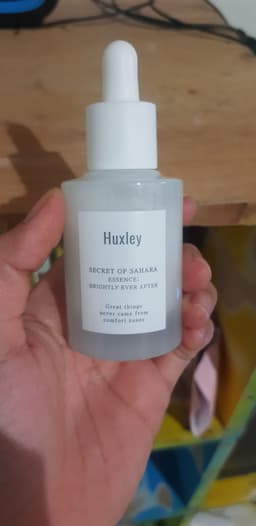 Huxley
SECRET OF SAHARA
ESSENCE;
BRIGHTLY EVER AFTER
Great things
never came from
comfort zones